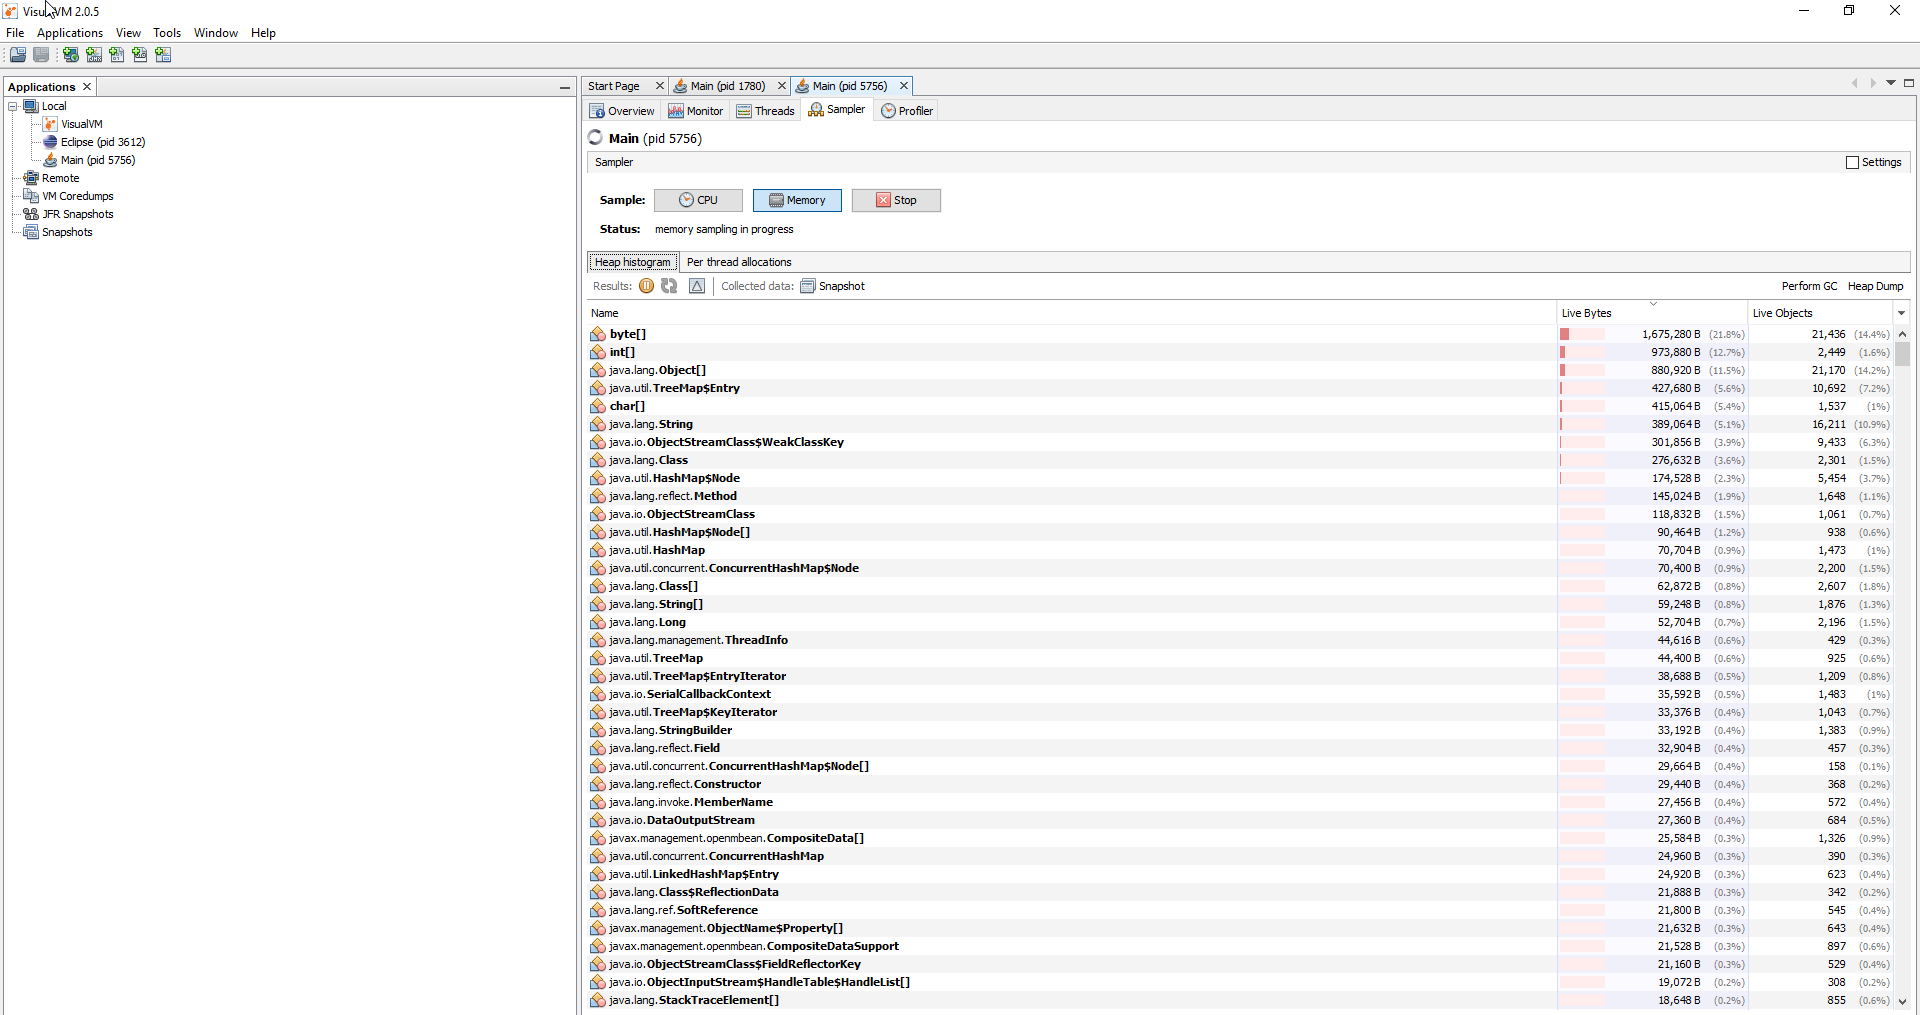 VisualVM 2.0.5
File Applications View Tools Window Help
Applications
Local
VisualVM
Eclipse (pid 3612)
Main (pid 5756)
Remote
VM Coredumps
JFR Snapshots
Snapshots
Start Page Main (pid 1780) Main (pid 5756)
Overview Monitor Threads Sampler Profiler
Main (pid 5756)
Sampler Settings
Sample: CPU Memory Stop
Status: memory sampling in progress
Heap histogram Per thread allocations
Results: Collected data: Snapshot Perform GC Heap Dump
Name Live Bytes Live Objects
byte[] 1,675,280 B (21.8%) 21,436 (14.4%)
int[] 973,880 B (12.7%) 2,449 (1.6%)
java.lang.Object[] 880,920 B (11.5%) 21,170 (14.2%)
java.util.TreeMap$Entry 427,680 B (5.6%) 10,692 (7.2%)
char[] 415,064 B (5.4%) 1,537 (1%)
java.lang.String 389,064 B (5.1%) 16,211 (10.9%)
java.io.ObjectStreamClass$WeakClassKey 301,856 B (3.9%) 9,433 (6.3%)
java.lang.Class 276,632 B (3.6%) 2,301 (1.5%)
java.util.HashMap$Node 174,528 B (2.3%) 5,454 (3.7%)
java.lang.reflect.Method 145,024 B (1.9%) 1,648 (1.1%)
java.io.ObjectStreamClass 118,832 B (1.5%) 1,061 (0.7%)
java.util.HashMap$Node[] 90,464 B (1.2%) 938 (0.6%)
java.util.HashMap 70,704 B (0.9%) 1,473 (1%)
java.util.concurrent.ConcurrentHashMap$Node 70,400 B (0.9%) 2,200 (1.5%)
java.lang.Class[] 62,872 B (0.8%) 2,607 (1.8%)
java.lang.String[] 59,248 B (0.8%) 1,876 (1.3%)
java.lang.Long 52,704 B (0.7%) 2,196 (1.5%)
java.lang.management.ThreadInfo 44,616 B (0.6%) 429 (0.3%)
java.util.TreeMap 44,400 B (0.6%) 925 (0.6%)
java.util.TreeMap$EntryIterator 38,688 B (0.5%) 1,209 (0.8%)
java.io.SerialCallbackContext 35,592 B (0.5%) 1,483 (1%)
java.util.TreeMap$KeyIterator 33,376 B (0.4%) 1,043 (0.7%)
java.lang.StringBuilder 33,192 B (0.4%) 1,383 (0.9%)
java.lang.reflect.Field 32,904 B (0.4%) 457 (0.3%)
java.util.concurrent.ConcurrentHashMap$Node[] 29,664 B (0.4%) 158 (0.1%)
java.lang.reflect.Constructor 29,440 B (0.4%) 368 (0.2%)
java.lang.invoke.MemberName 27,456 B (0.4%) 572 (0.4%)
java.io.DataOutputStream 27,360 B (0.4%) 684 (0.5%)
javax.management.openmbean.CompositeData[] 25,584 B (0.3%) 1,326 (0.9%)
java.util.concurrent.ConcurrentHashMap 24,960 B (0.3%) 390 (0.3%)
java.util.LinkedHashMap$Entry 24,920 B (0.3%) 623 (0.4%)
java.lang.Class$ReflectionData 21,888 B (0.3%) 342 (0.2%)
java.lang.ref.SoftReference 21,800 B (0.3%) 545 (0.4%)
javax.management.ObjectName$Property[] 21,632 B (0.3%) 643 (0.4%)
javax.management.openmbean.CompositeDataSupport 21,528 B (0.3%) 897 (0.6%)
java.io.ObjectStreamClass$FieldReflectorKey 21,160 B (0.3%) 529 (0.4%)
java.io.ObjectInputStream$HandleTable$HandleList[] 19,072 B (0.2%) 308 (0.2%)
java.lang.StackTraceElement[] 18,648 B (0.2%) 855 (0.6%)